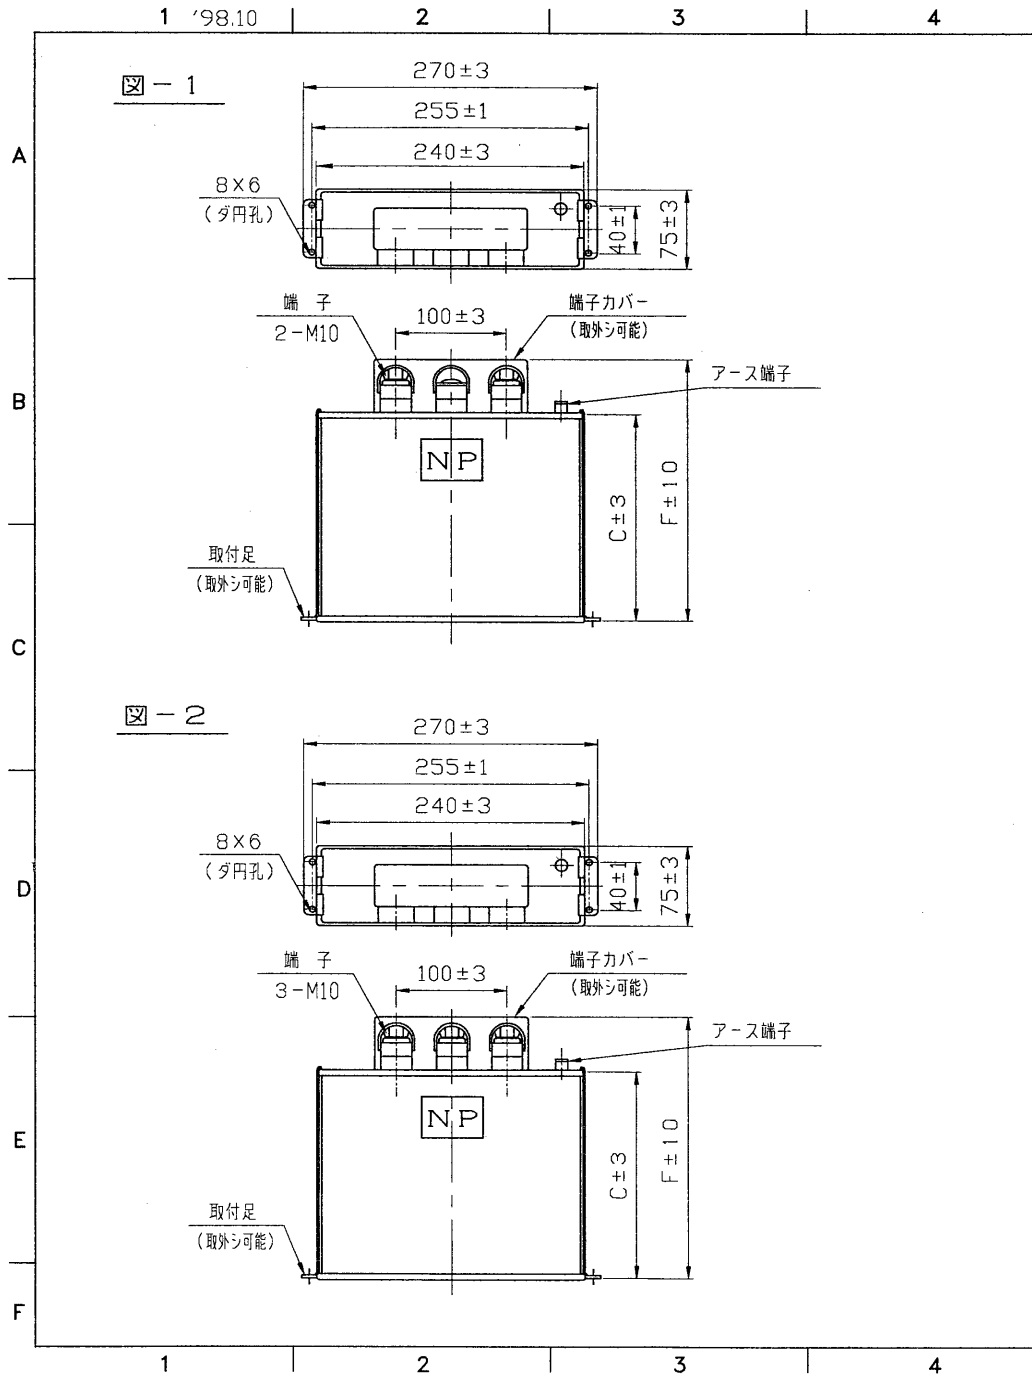 1 '98.10 2 3 4
図－1
270±3
255±1
240±3
8×6
(ダ円孔)
40±1
75±3
A
端 子
2-M10
100±3
端子カバー
(取外シ可能)
アース端子
B
NP
C±3
F±10
取付足
(取外シ可能)
C
図－2
270±3
255±1
240±3
8×6
(ダ円孔)
40±1
75±3
D
端 子
3-M10
100±3
端子カバー
(取外シ可能)
アース端子
NP
E
C±3
F±10
取付足
(取外シ可能)
F
1 2 3 4